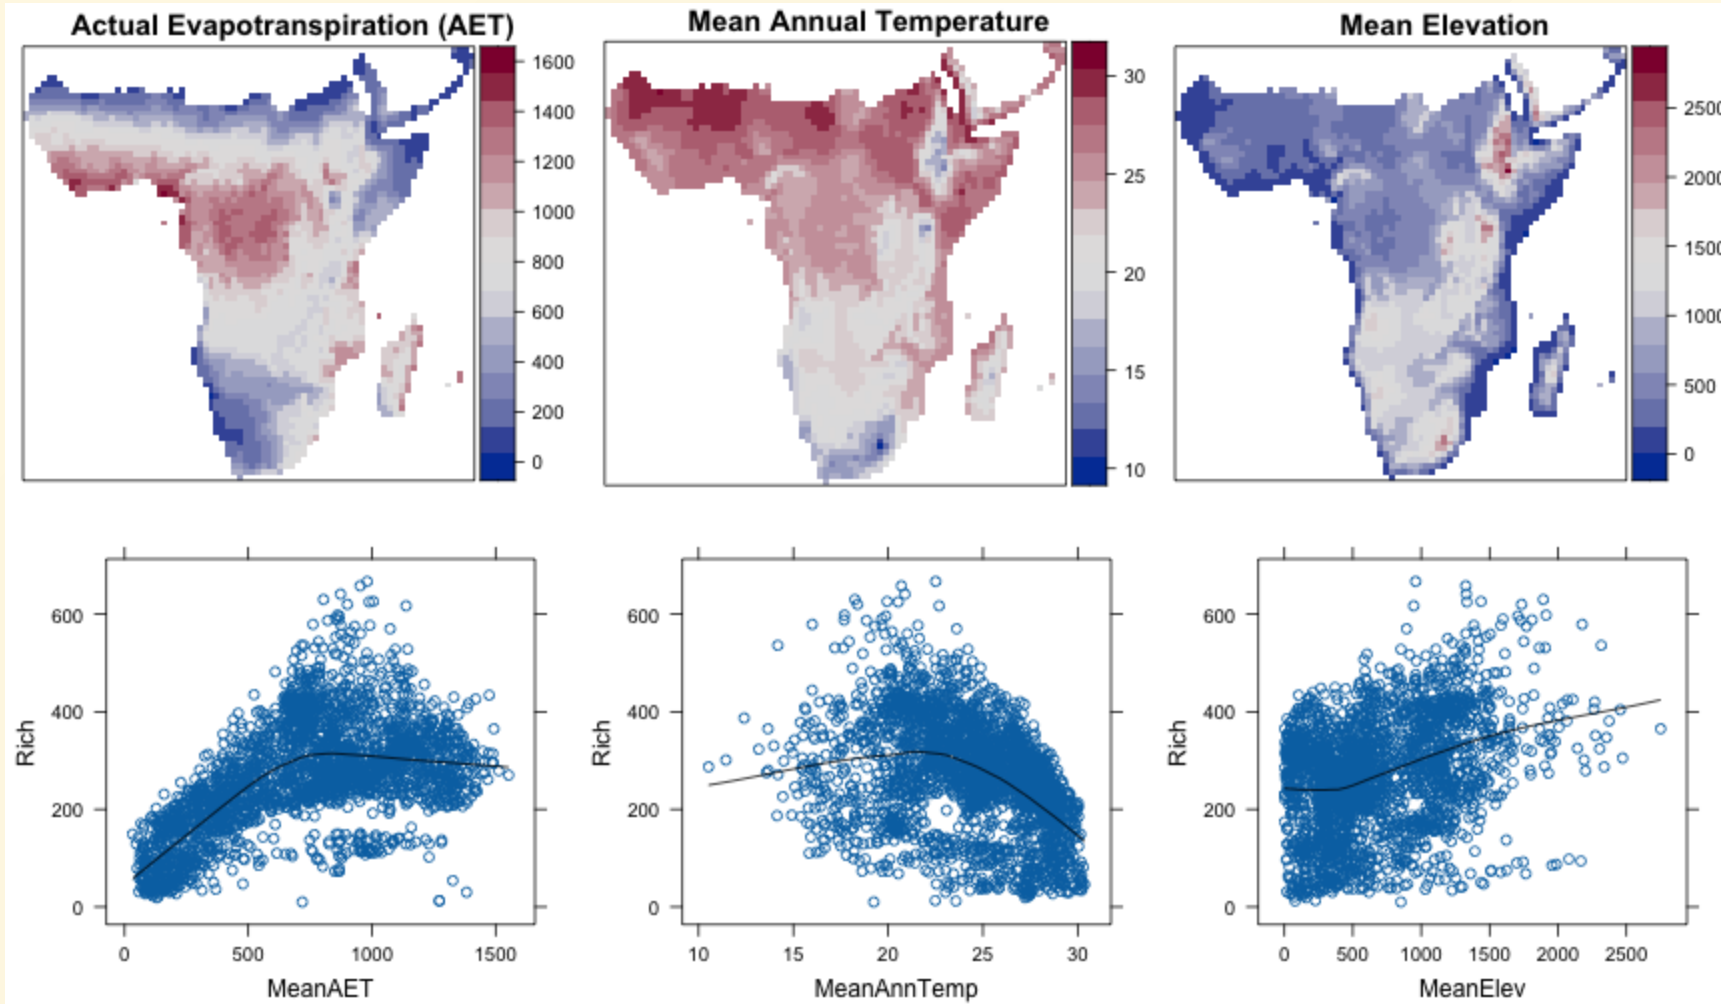 Actual Evapotranspiration (AET)
Mean Annual Temperature
Mean Elevation
1600
1400
1200
1000
800
600
400
200
0
30
25
20
15
10
2500
2000
1500
1000
500
0
Rich
600
400
200
0
0 500 1000 1500
MeanAET
Rich
600
400
200
0
10 15 20 25 30
MeanAnnTemp
Rich
600
400
200
0
0 500 1000 1500 2000 2500
MeanElev